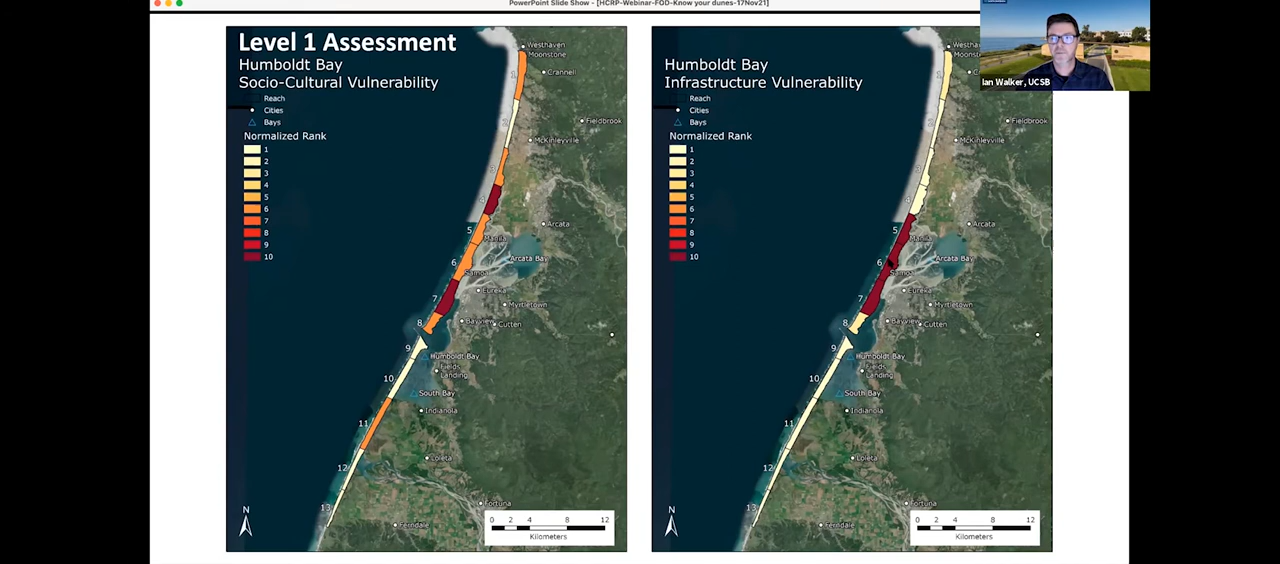 PowerPoint Slide Show - [HCRP-Webinar-FOD-Know your dunes-17Nov21]
Ian Walker, UCSB
Level 1 Assessment
Humboldt Bay
Socio-Cultural Vulnerability
Reach
Cities
Bays
Normalized Rank
1
2
3
4
5
6
7
8
9
10
Westhaven
Moonstone
Crannell
Fieldbrook
McKinleyville
Arcata
Manila
Arcata Bay
Samoa
Eureka
Myrtletown
Bayview
Cutten
Humboldt Bay
Fields
Landing
South Bay
Indianola
Loleta
Fortuna
Ferndale
1
2
3
4
5
6
7
8
9
10
11
12
13
N
0 2 4 8 12
Kilometers
Humboldt Bay
Infrastructure Vulnerability
Reach
Cities
Bays
Normalized Rank
1
2
3
4
5
6
7
8
9
10
Moonstone
Crannell
Fieldbrook
McKinleyville
Arcata
Manila
Arcata Bay
Samoa
Eureka
Myrtletown
Bayview
Cutten
Humboldt Bay
Fields
Landing
South Bay
Indianola
Loleta
Fortuna
Ferndale
1
2
3
4
5
6
7
8
9
10
11
12
13
N
0 2 4 8 12
Kilometers